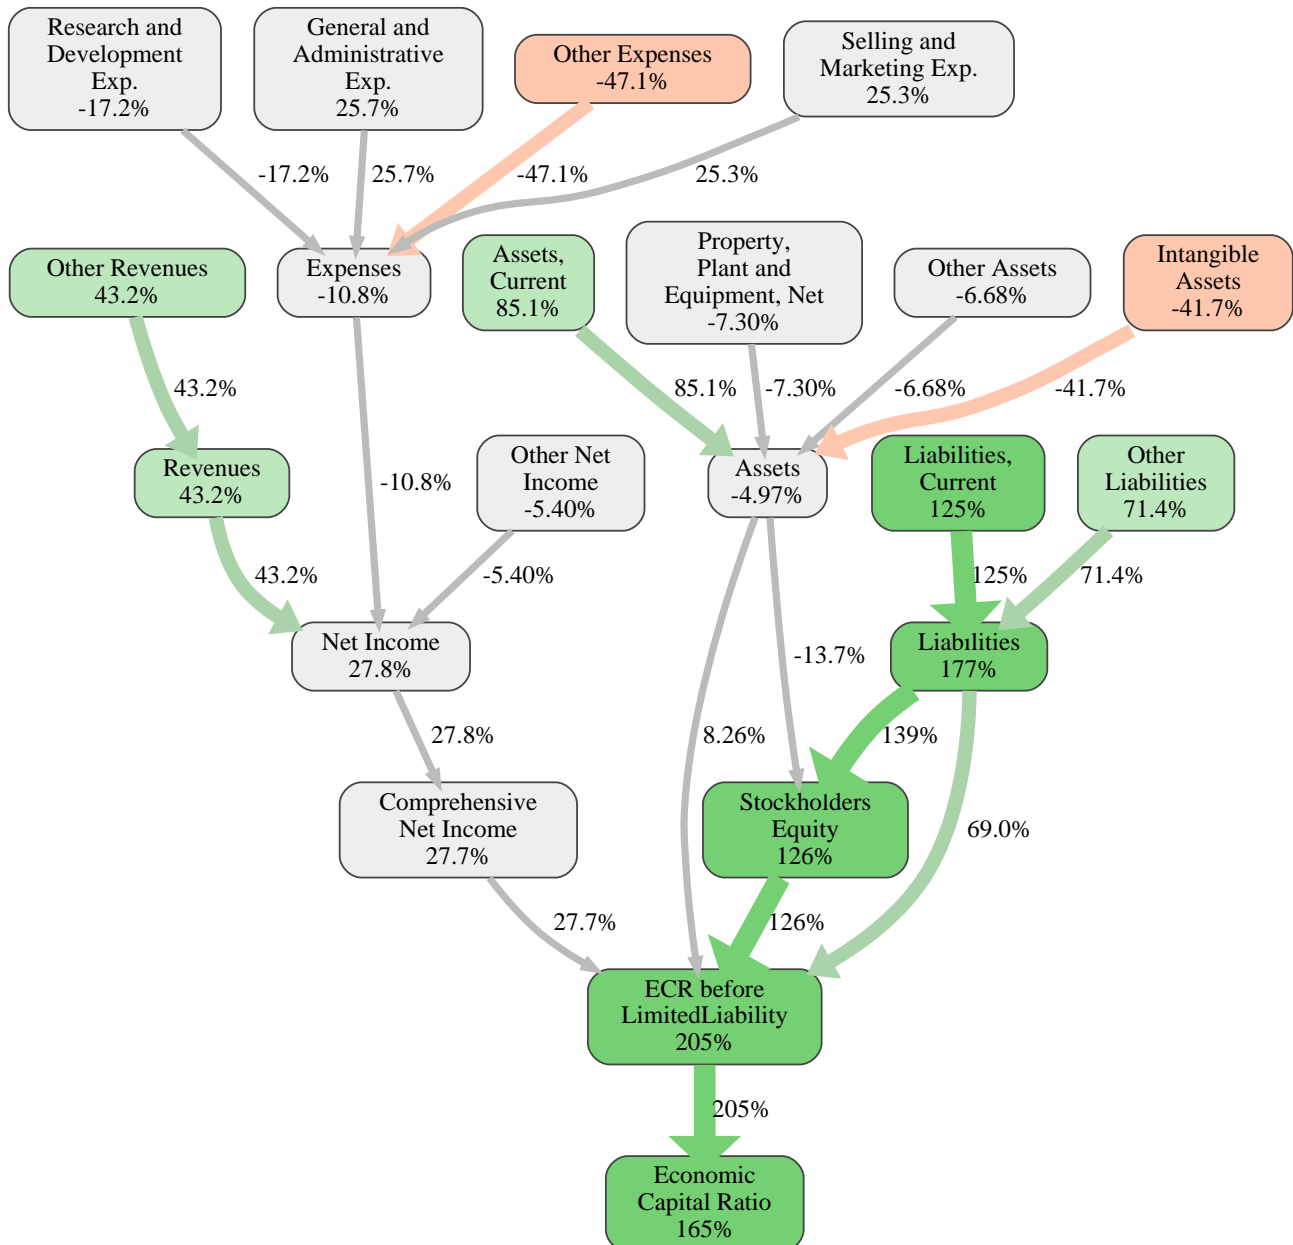 Research and
Development
Exp.
-17.2%
General and
Administrative
Exp.
25.7%
Other Expenses
-47.1%
Selling and
Marketing Exp.
25.3%
-17.2%
25.7%
-47.1%
25.3%
Other Revenues
43.2%
Expenses
-10.8%
Assets,
Current
85.1%
Property,
Plant and
Equipment, Net
-7.30%
Other Assets
-6.68%
Intangible
Assets
-41.7%
43.2%
85.1%
-7.30%
-6.68%
-41.7%
Revenues
43.2%
-10.8%
Other Net
Income
-5.40%
Assets
-4.97%
Liabilities,
Current
125%
Other
Liabilities
71.4%
43.2%
-5.40%
125%
71.4%
Net Income
27.8%
-13.7%
Liabilities
177%
27.8%
8.26%
139%
Comprehensive
Net Income
27.7%
Stockholders
Equity
126%
69.0%
27.7%
126%
ECR before
LimitedLiability
205%
205%
Economic
Capital Ratio
165%